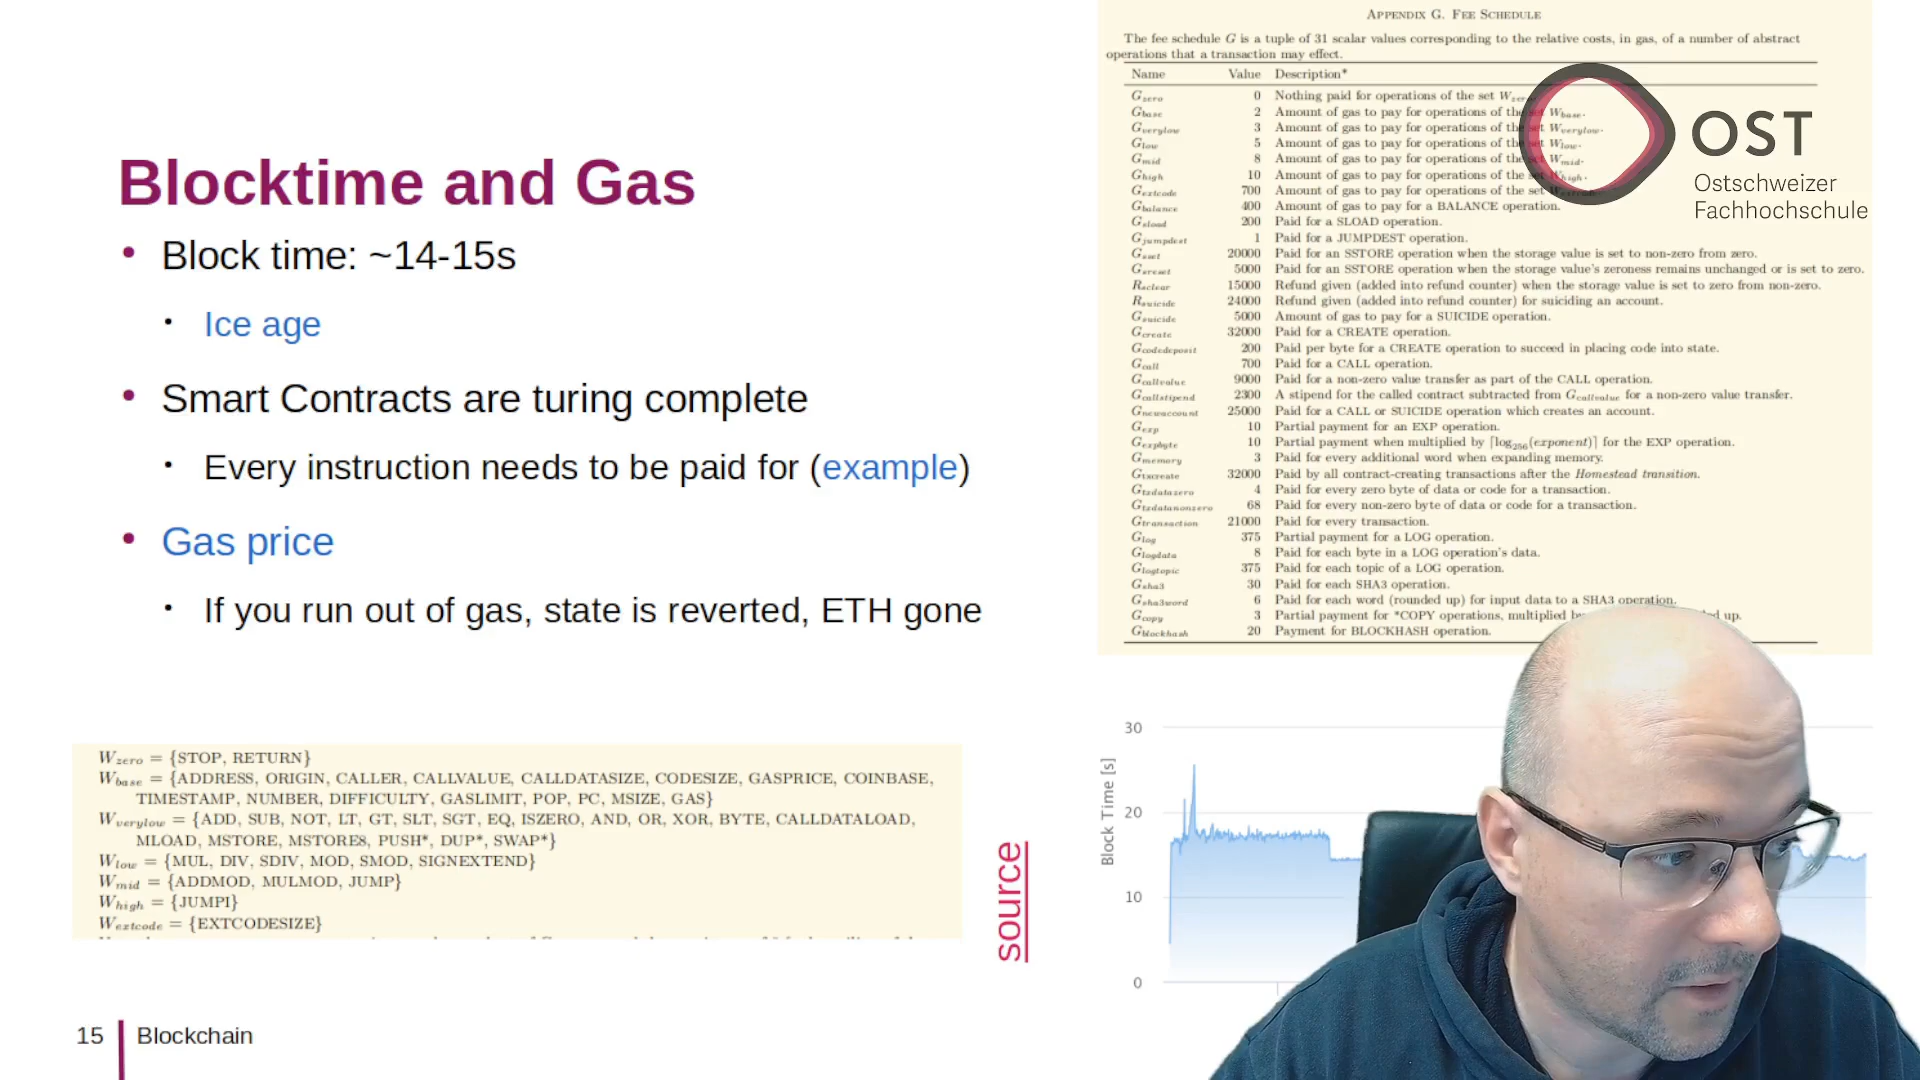 Blocktime and Gas
• Block time: ~14-15s
• Ice age
• Smart Contracts are turing complete
• Every instruction needs to be paid for (example)
• Gas price
• If you run out of gas, state is reverted, ETH gone
W_zero = {STOP, RETURN}
W_base = {ADDRESS, ORIGIN, CALLER, CALLVALUE, CALLDATASIZE, CODESIZE, GASPRICE, COINBASE,
TIMESTAMP, NUMBER, DIFFICULTY, GASLIMIT, POP, PC, MSIZE, GAS}
W_verylow = {ADD, SUB, NOT, LT, GT, SLT, SGT, EQ, ISZERO, AND, OR, XOR, BYTE, CALLDATALOAD,
MLOAD, MSTORE, MSTORE8, PUSH*, DUP*, SWAP*}
W_low = {MUL, DIV, SDIV, MOD, SMOD, SIGNEXTEND}
W_mid = {ADDMOD, MULMOD, JUMP}
W_high = {JUMPI}
W_extcode = {EXTCODESIZE}
source
15 Blockchain
Appendix G. Fee Schedule
The fee schedule G is a tuple of 31 scalar values corresponding to the relative costs, in gas, of a number of abstract
operations that a transaction may effect.
Name Value Description*
G_zero 0 Nothing paid for operations of the set W_zero
G_base 2 Amount of gas to pay for operations of the set W_base.
G_verylow 3 Amount of gas to pay for operations of the set W_verylow.
G_low 5 Amount of gas to pay for operations of the set W_low.
G_mid 8 Amount of gas to pay for operations of the set W_mid.
G_high 10 Amount of gas to pay for operations of the set W_high.
G_extcode 700 Amount of gas to pay for operations of the set
G_balance 400 Amount of gas to pay for a BALANCE operation.
G_sload 200 Paid for a SLOAD operation.
G_jumpdest 1 Paid for a JUMPDEST operation.
G_sset 20000 Paid for an SSTORE operation when the storage value is set to non-zero from zero.
G_sreset 5000 Paid for an SSTORE operation when the storage value's zeroness remains unchanged or is set to zero.
R_sclear 15000 Refund given (added into refund counter) when the storage value is set to zero from non-zero.
R_suicide 24000 Refund given (added into refund counter) for suiciding an account.
G_suicide 5000 Amount of gas to pay for a SUICIDE operation.
G_create 32000 Paid for a CREATE operation.
G_codedeposit 200 Paid per byte for a CREATE operation to succeed in placing code into state.
G_call 700 Paid for a CALL operation.
G_callvalue 9000 Paid for a non-zero value transfer as part of the CALL operation.
G_callstipend 2300 A stipend for the called contract subtracted from G_callvalue for a non-zero value transfer.
G_newaccount 25000 Paid for a CALL or SUICIDE operation which creates an account.
G_exp 10 Partial payment for an EXP operation.
G_expbyte 10 Partial payment when multiplied by ⌈log256(exponent)⌉ for the EXP operation.
G_memory 3 Paid for every additional word when expanding memory.
G_txcreate 32000 Paid by all contract-creating transactions after the Homestead transition.
G_txdatazero 4 Paid for every zero byte of data or code for a transaction.
G_txdatanonzero 68 Paid for every non-zero byte of data or code for a transaction.
G_transaction 21000 Paid for every transaction.
G_log 375 Partial payment for a LOG operation.
G_logdata 8 Paid for each byte in a LOG operation's data.
G_logtopic 375 Paid for each topic of a LOG operation.
G_sha3 30 Paid for each SHA3 operation.
G_sha3word 6 Paid for each word (rounded up) for input data to a SHA3 operation.
G_copy 3 Partial payment for *COPY operations, multiplied up.
G_blockhash 20 Payment for BLOCKHASH operation.
OST
Ostschweizer
Fachhochschule
Block Time [s]
30
20
10
0